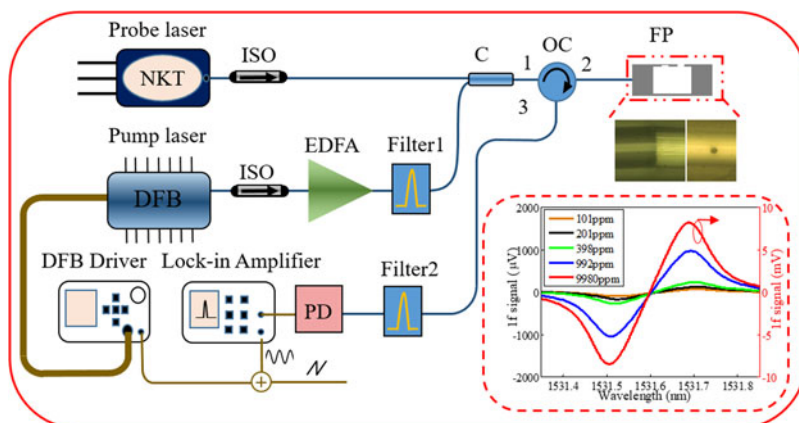 Probe laser
NKT
ISO
C
1
OC
2
3
FP
Pump laser
DFB
ISO
EDFA
Filter1
DFB Driver
Lock-in Amplifier
PD
Filter2
2000
1000
0
-1000
-2000
1f signal (μV)
101ppm
201ppm
398ppm
992ppm
9980ppm
10
5
0
-5
-10
1f signal (mV)
1531.4
1531.5
1531.6
1531.7
1531.8
Wavelength (nm)